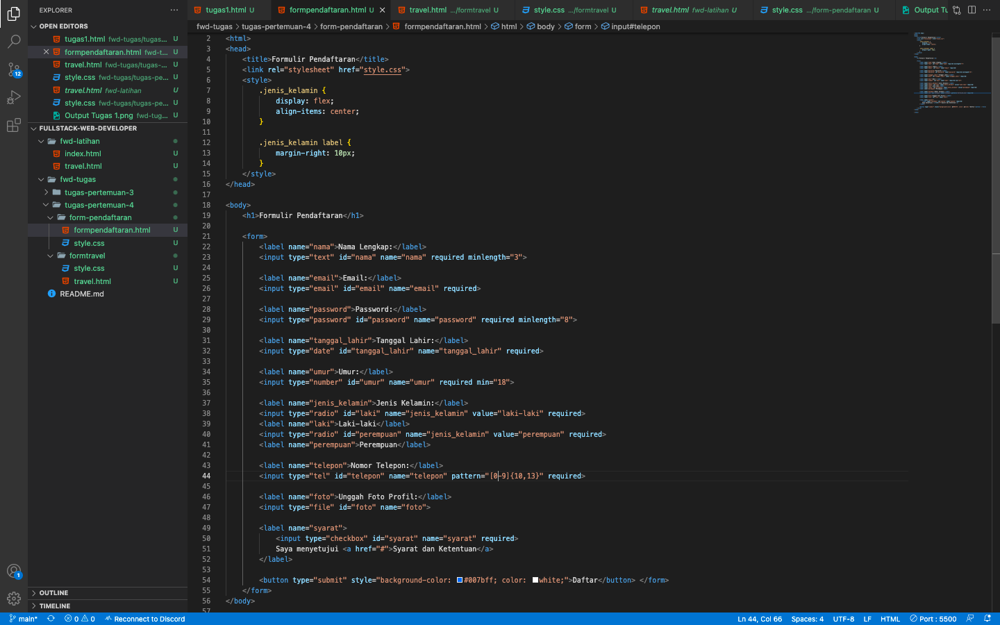 EXPLORER
OPEN EDITORS
tugas1.html fwd-tugas/tugas... U
formpendaftaran.html fwd-t... U
travel.html fwd-tugas/tugas-... U
style.css fwd-tugas/tugas-pe... U
travel.html fwd-latihan U
style.css fwd-tugas/tugas-pe... U
Output Tugas 1.png fwd-tug... U
FULLSTACK-WEB-DEVELOPER
fwd-latihan
index.html U
travel.html U
fwd-tugas
tugas-pertemuan-3
tugas-pertemuan-4
form-pendaftaran
formpendaftaran.html U
style.css U
formtravel
style.css U
travel.html U
README.md
OUTLINE
TIMELINE
12
1
tugas1.html U
formpendaftaran.html U
travel.html .../formtravel U
style.css .../formtravel U
travel.html fwd-latihan U
style.css .../form-pendaftaran U
Output Tu
fwd-tugas > tugas-pertemuan-4 > form-pendaftaran > formpendaftaran.html > html > body > form > input#telepon
2 <html>
3 <head>
4 <title>Formulir Pendaftaran</title>
5 <link rel="stylesheet" href="style.css">
6 <style>
7 .jenis_kelamin {
8 display: flex;
9 align-items: center;
10 }
11
12 .jenis_kelamin label {
13 margin-right: 10px;
14 }
15 </style>
16 </head>
17
18 <body>
19 <h1>Formulir Pendaftaran</h1>
20
21 <form>
22 <label name="nama">Nama Lengkap:</label>
23 <input type="text" id="nama" name="nama" required minlength="3">
24
25 <label name="email">Email:</label>
26 <input type="email" id="email" name="email" required>
27
28 <label name="password">Password:</label>
29 <input type="password" id="password" name="password" required minlength="8">
30
31 <label name="tanggal_lahir">Tanggal Lahir:</label>
32 <input type="date" id="tanggal_lahir" name="tanggal_lahir" required>
33
34 <label name="umur">Umur:</label>
35 <input type="number" id="umur" name="umur" required min="18">
36
37 <label name="jenis_kelamin">Jenis Kelamin:</label>
38 <input type="radio" id="laki" name="jenis_kelamin" value="laki-laki" required>
39 <label name="laki">Laki-laki</label>
40 <input type="radio" id="perempuan" name="jenis_kelamin" value="perempuan" required>
41 <label name="perempuan">Perempuan</label>
42
43 <label name="telepon">Nomor Telepon:</label>
44 <input type="tel" id="telepon" name="telepon" pattern="[0-9]{10,13}" required>
45
46 <label name="foto">Unggah Foto Profil:</label>
47 <input type="file" id="foto" name="foto">
48
49 <label name="syarat">
50 <input type="checkbox" id="syarat" name="syarat" required>
51 Saya menyetujui <a href="#">Syarat dan Ketentuan</a>
52 </label>
53
54 <button type="submit" style="background-color: #007bff; color: white;">Daftar</button> </form>
55 </form>
56 </body>
57
main* 0 0 Reconnect to Discord
Ln 44, Col 66 Spaces: 4 UTF-8 LF HTML Port : 5500